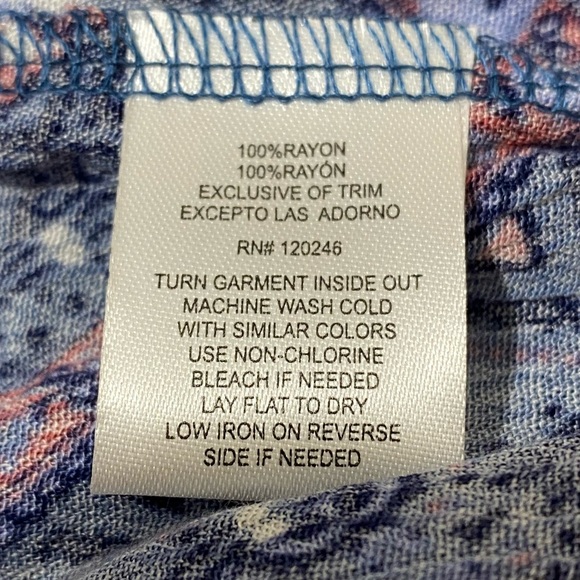 100%RAYON
100%RAYÓN
EXCLUSIVE OF TRIM
EXCEPTO LAS ADORNO
RN# 120246
TURN GARMENT INSIDE OUT
MACHINE WASH COLD
WITH SIMILAR COLORS
USE NON-CHLORINE
BLEACH IF NEEDED
LAY FLAT TO DRY
LOW IRON ON REVERSE
SIDE IF NEEDED